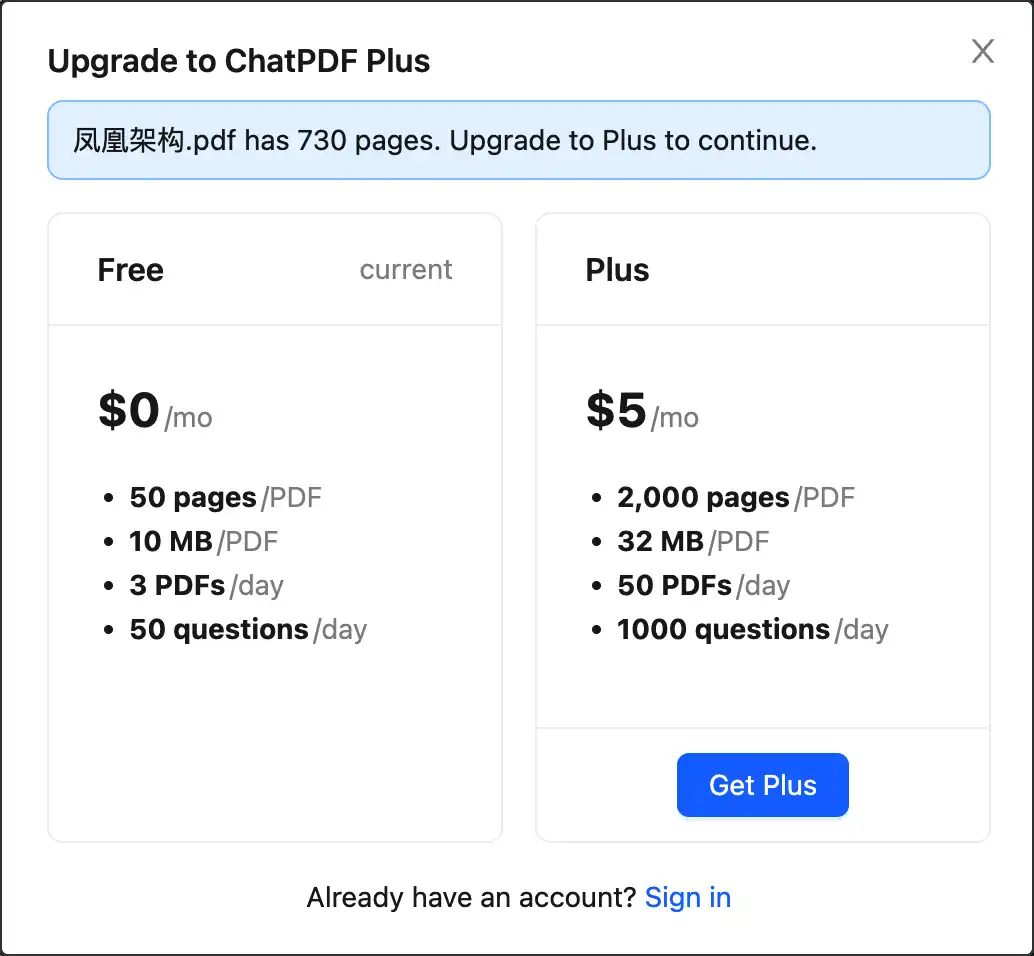 Upgrade to ChatPDF Plus
凤凰架构.pdf has 730 pages. Upgrade to Plus to continue.
Free current
$0/mo
• 50 pages/PDF
• 10 MB/PDF
• 3 PDFs/day
• 50 questions/day
Plus
$5/mo
• 2,000 pages/PDF
• 32 MB/PDF
• 50 PDFs/day
• 1000 questions/day
Get Plus
Already have an account? Sign in